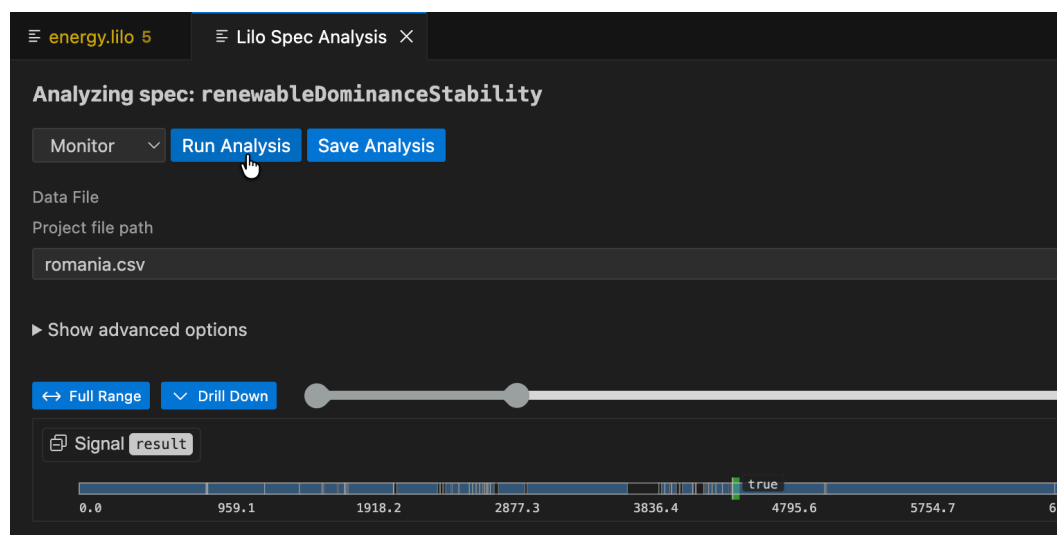 energy.lilo 5 Lilo Spec Analysis
Analyzing spec: renewableDominanceStability
Monitor Run Analysis Save Analysis
Data File
Project file path
romania.csv
Show advanced options
Full Range Drill Down
Signal result
true
0.0 959.1 1918.2 2877.3 3836.4 4795.6 5754.7 6